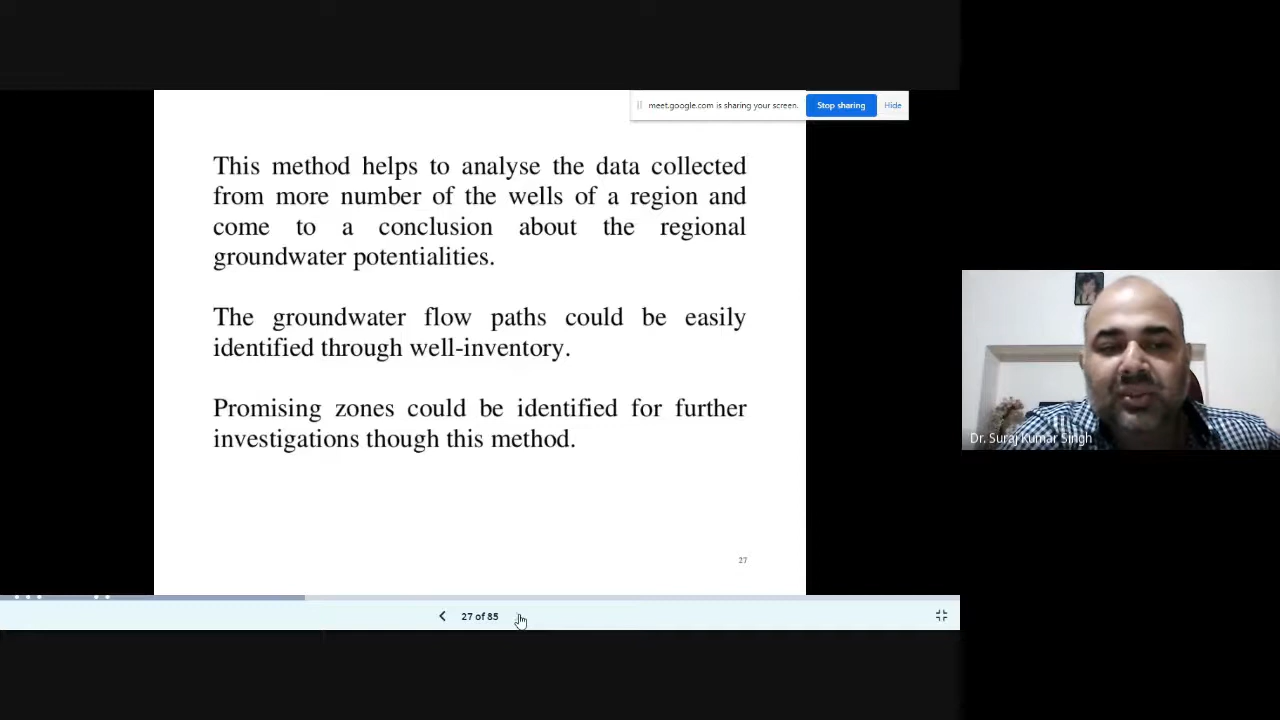 meet.google.com is sharing your screen.
Stop sharing
Hide
This method helps to analyse the data collected
from more number of the wells of a region and
come to a conclusion about the regional
groundwater potentialities.
The groundwater flow paths could be easily
identified through well-inventory.
Promising zones could be identified for further
investigations though this method.
27
Dr. Suraj Kumar Singh
27 of 85